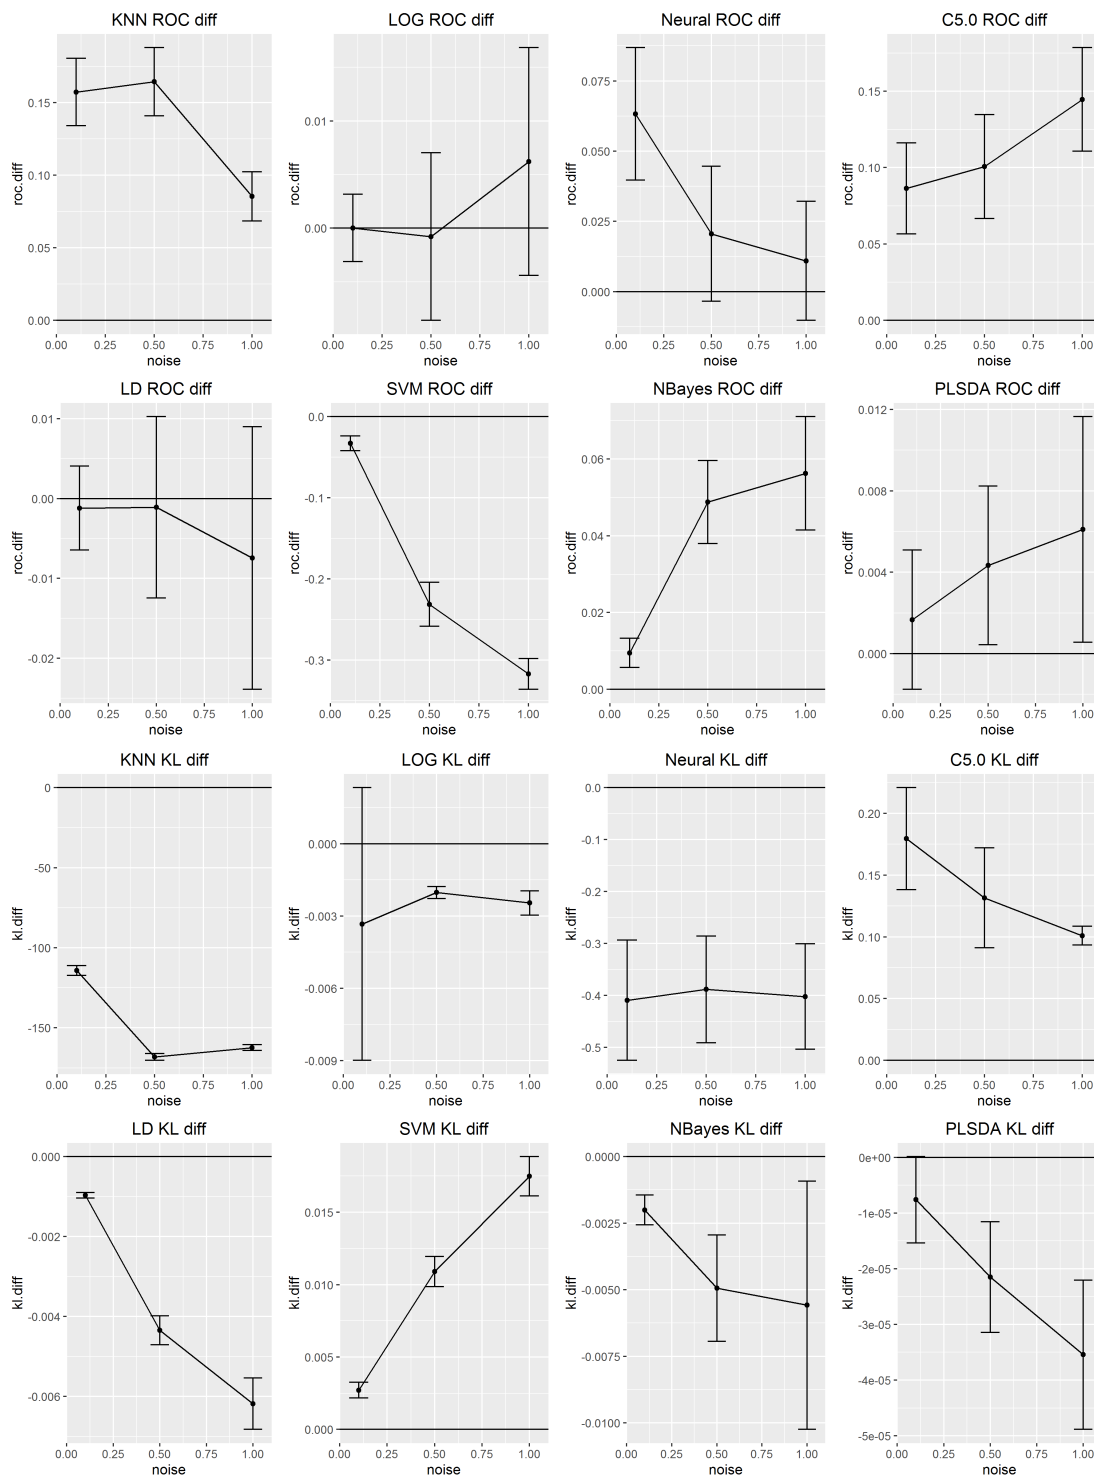 KNN ROC diff
roc.diff
0.15
0.10
0.05
0.00
0.00 0.25 0.50 0.75 1.00
noise
LOG ROC diff
roc.diff
0.01
0.00
0.00 0.25 0.50 0.75 1.00
noise
Neural ROC diff
roc.diff
0.075
0.050
0.025
0.000
0.00 0.25 0.50 0.75 1.00
noise
C5.0 ROC diff
roc.diff
0.15
0.10
0.05
0.00
0.00 0.25 0.50 0.75 1.00
noise
LD ROC diff
roc.diff
0.01
0.00
-0.01
-0.02
0.00 0.25 0.50 0.75 1.00
noise
SVM ROC diff
roc.diff
0.0
-0.1
-0.2
-0.3
0.00 0.25 0.50 0.75 1.00
noise
NBayes ROC diff
roc.diff
0.06
0.04
0.02
0.00
0.00 0.25 0.50 0.75 1.00
noise
PLSDA ROC diff
roc.diff
0.012
0.008
0.004
0.000
0.00 0.25 0.50 0.75 1.00
noise
KNN KL diff
kl.diff
0
-50
-100
-150
0.00 0.25 0.50 0.75 1.00
noise
LOG KL diff
kl.diff
0.000
-0.003
-0.006
-0.009
0.00 0.25 0.50 0.75 1.00
noise
Neural KL diff
kl.diff
0.0
-0.1
-0.2
-0.3
-0.4
-0.5
0.00 0.25 0.50 0.75 1.00
noise
C5.0 KL diff
kl.diff
0.20
0.15
0.10
0.05
0.00
0.00 0.25 0.50 0.75 1.00
noise
LD KL diff
kl.diff
0.000
-0.002
-0.004
-0.006
0.00 0.25 0.50 0.75 1.00
noise
SVM KL diff
kl.diff
0.015
0.010
0.005
0.000
0.00 0.25 0.50 0.75 1.00
noise
NBayes KL diff
kl.diff
0.0000
-0.0025
-0.0050
-0.0075
-0.0100
0.00 0.25 0.50 0.75 1.00
noise
PLSDA KL diff
kl.diff
0e+00
-1e-05
-2e-05
-3e-05
-4e-05
-5e-05
0.00 0.25 0.50 0.75 1.00
noise